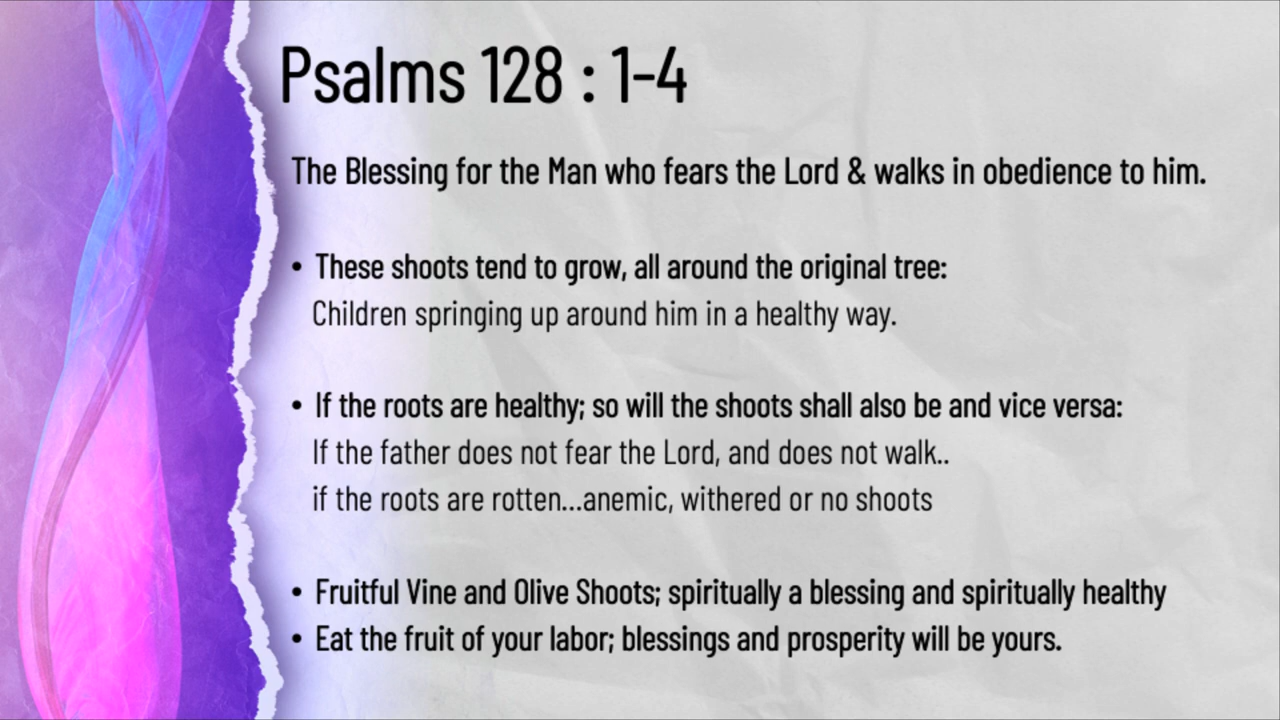 Psalms 128 : 1-4
The Blessing for the Man who fears the Lord & walks in obedience to him.
• These shoots tend to grow, all around the original tree:
Children springing up around him in a healthy way.
• If the roots are healthy; so will the shoots shall also be and vice versa:
If the father does not fear the Lord, and does not walk..
if the roots are rotten...anemic, withered or no shoots
• Fruitful Vine and Olive Shoots; spiritually a blessing and spiritually healthy
• Eat the fruit of your labor; blessings and prosperity will be yours.